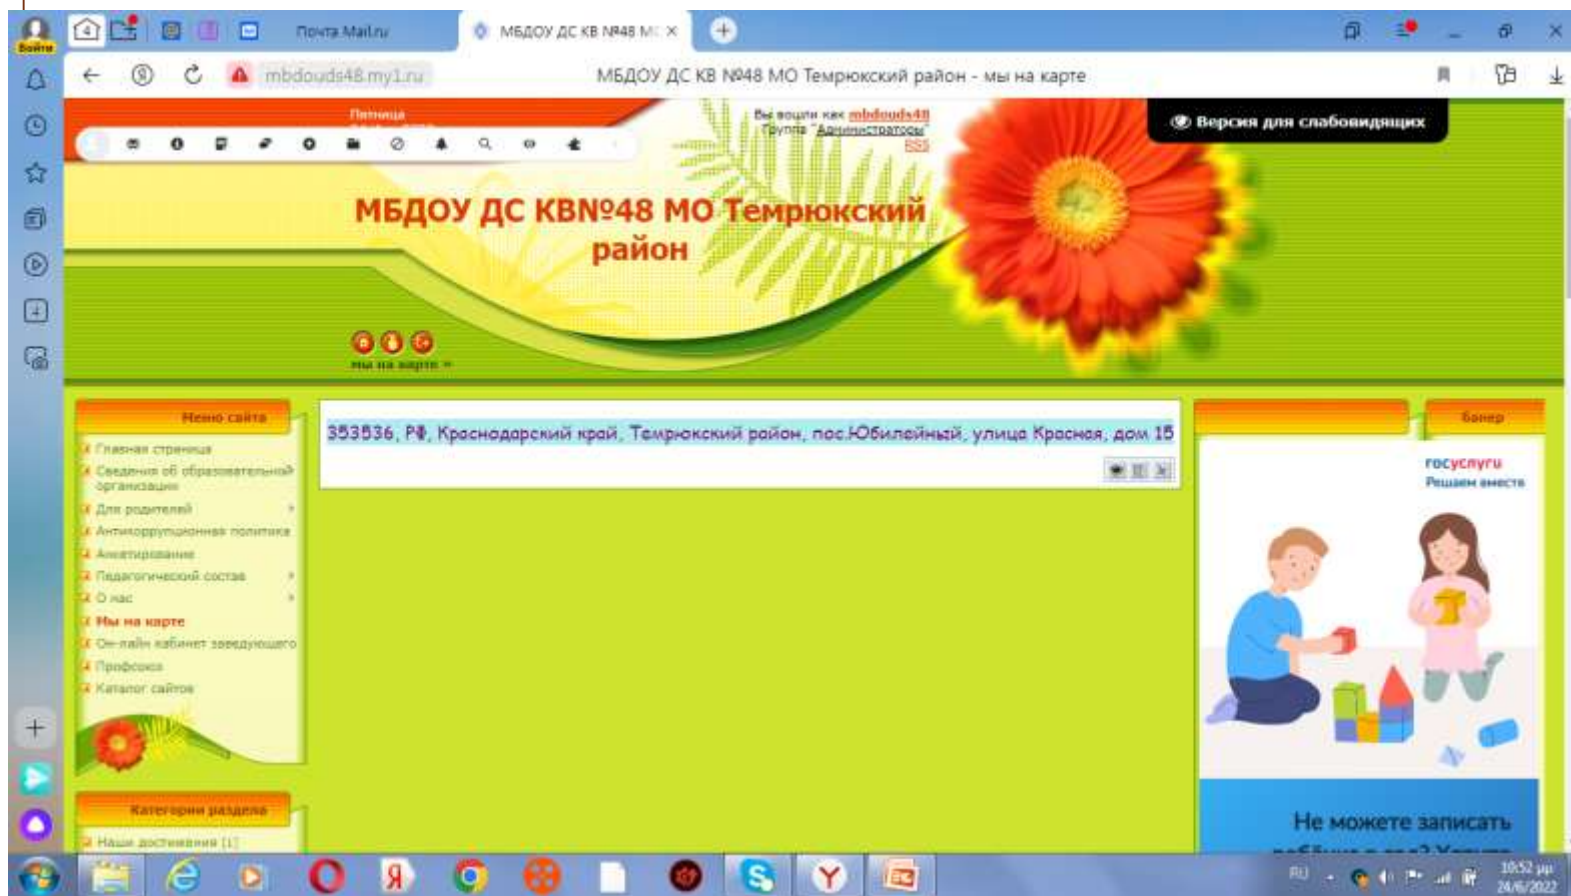 Войти
4
Почта Mail.ru
МБДОУ ДС КВ №48 МО
mbdouds48.my1.ru
МБДОУ ДС КВ №48 МО Темрюкский район - мы на карте
Пятница
Вы вошли как mbdouds48
Группа "Администраторы"
RSS
Версия для слабовидящих
МБДОУ ДС КВ№48 МО Темрюкский
район
мы на карте
Меню сайта
Главная страница
Сведения об образовательной
организации
Для родителей
Антикоррупционная политика
Анкетирование
Педагогический состав
О нас
Мы на карте
Он-лайн кабинет заведующего
Профсоюз
Каталог сайтов
Категории раздела
Наши достижения [1]
353536, РФ, Краснодарский край, Темрюкский район, пос.Юбилейный, улица Красная, дом 15
банер
госуслуги
Решаем вместе
Не можете записать
RU
10:52 μμ
24/6/2022